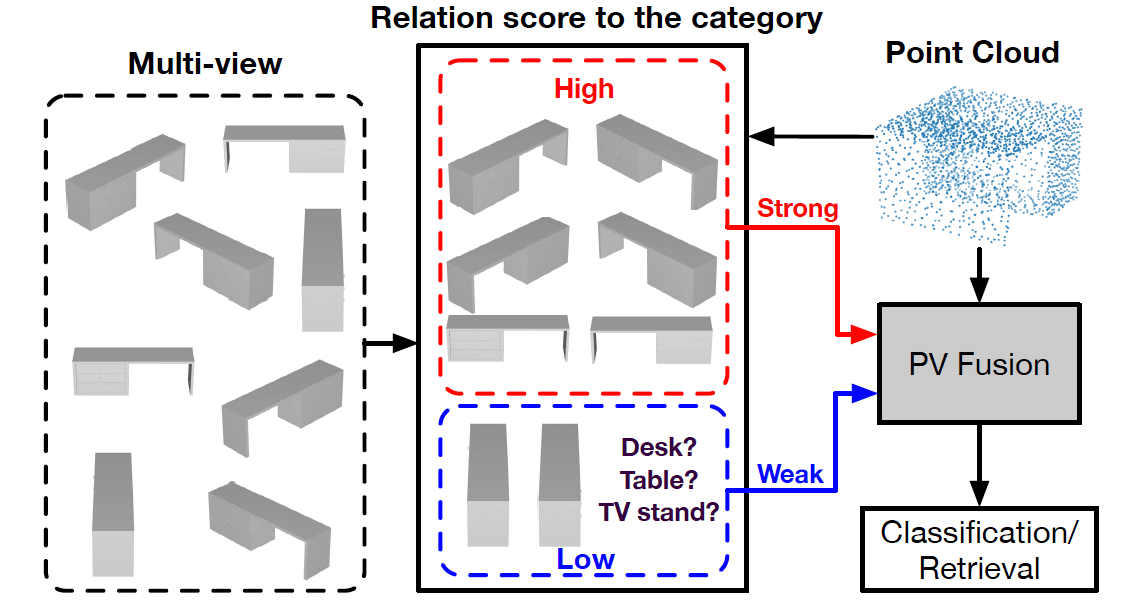 Relation score to the category
Multi-view
Point Cloud
High
Strong
PV Fusion
Desk?
Table?
TV stand?
Weak
Low
Classification/
Retrieval